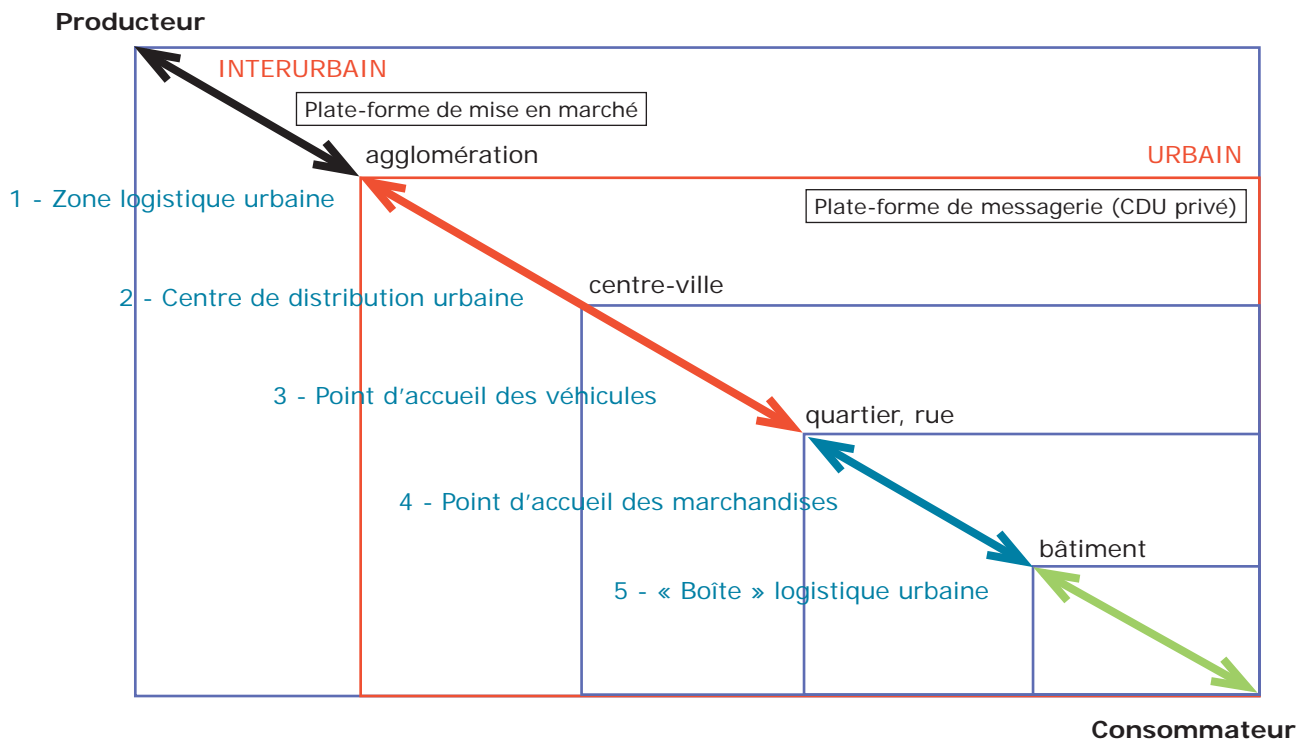 Producteur
INTERURBAIN
Plate-forme de mise en marché
agglomération
URBAIN
1 - Zone logistique urbaine
Plate-forme de messagerie (CDU privé)
centre-ville
2 - Centre de distribution urbaine
3 - Point d’accueil des véhicules
quartier, rue
4 - Point d’accueil des marchandises
bâtiment
5 - « Boîte » logistique urbaine
Consommateur